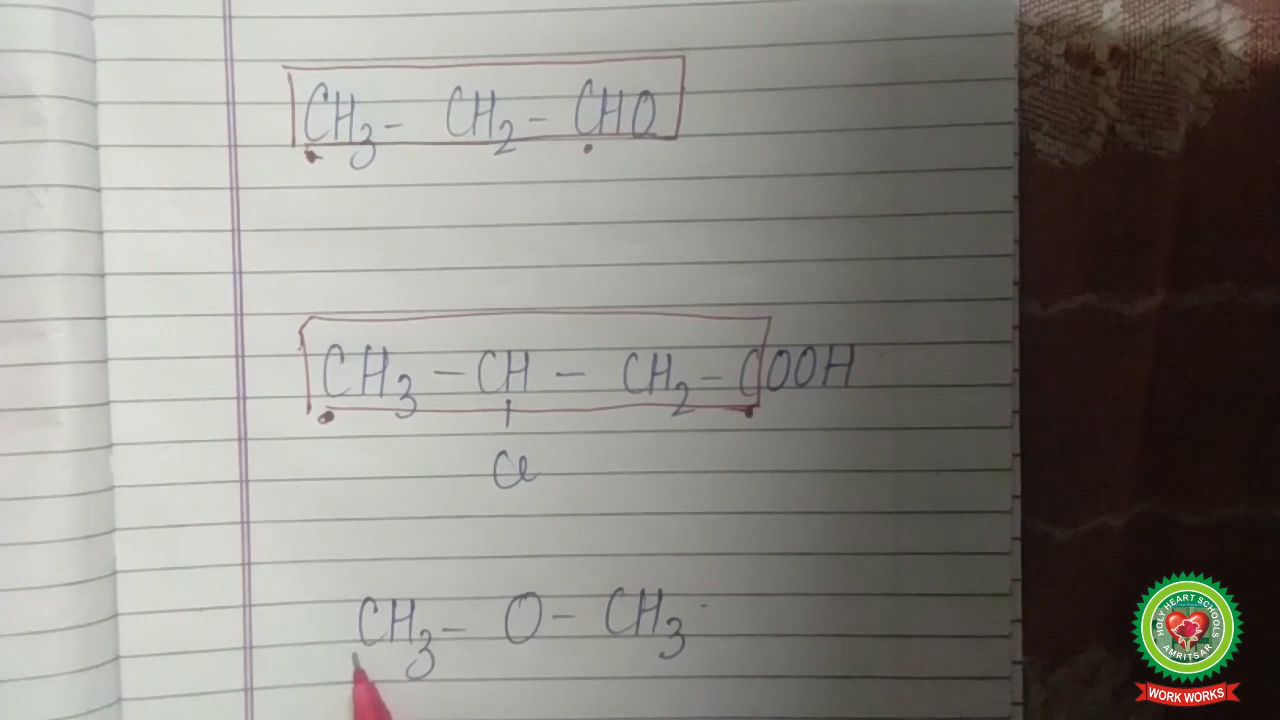 CH3- CH2- CHO
CH3 - CH - CH2 - COOH
Cl
CH3- O- CH3
HOLY HEART SCHOOLS
AMRITSAR
WORK WORKS